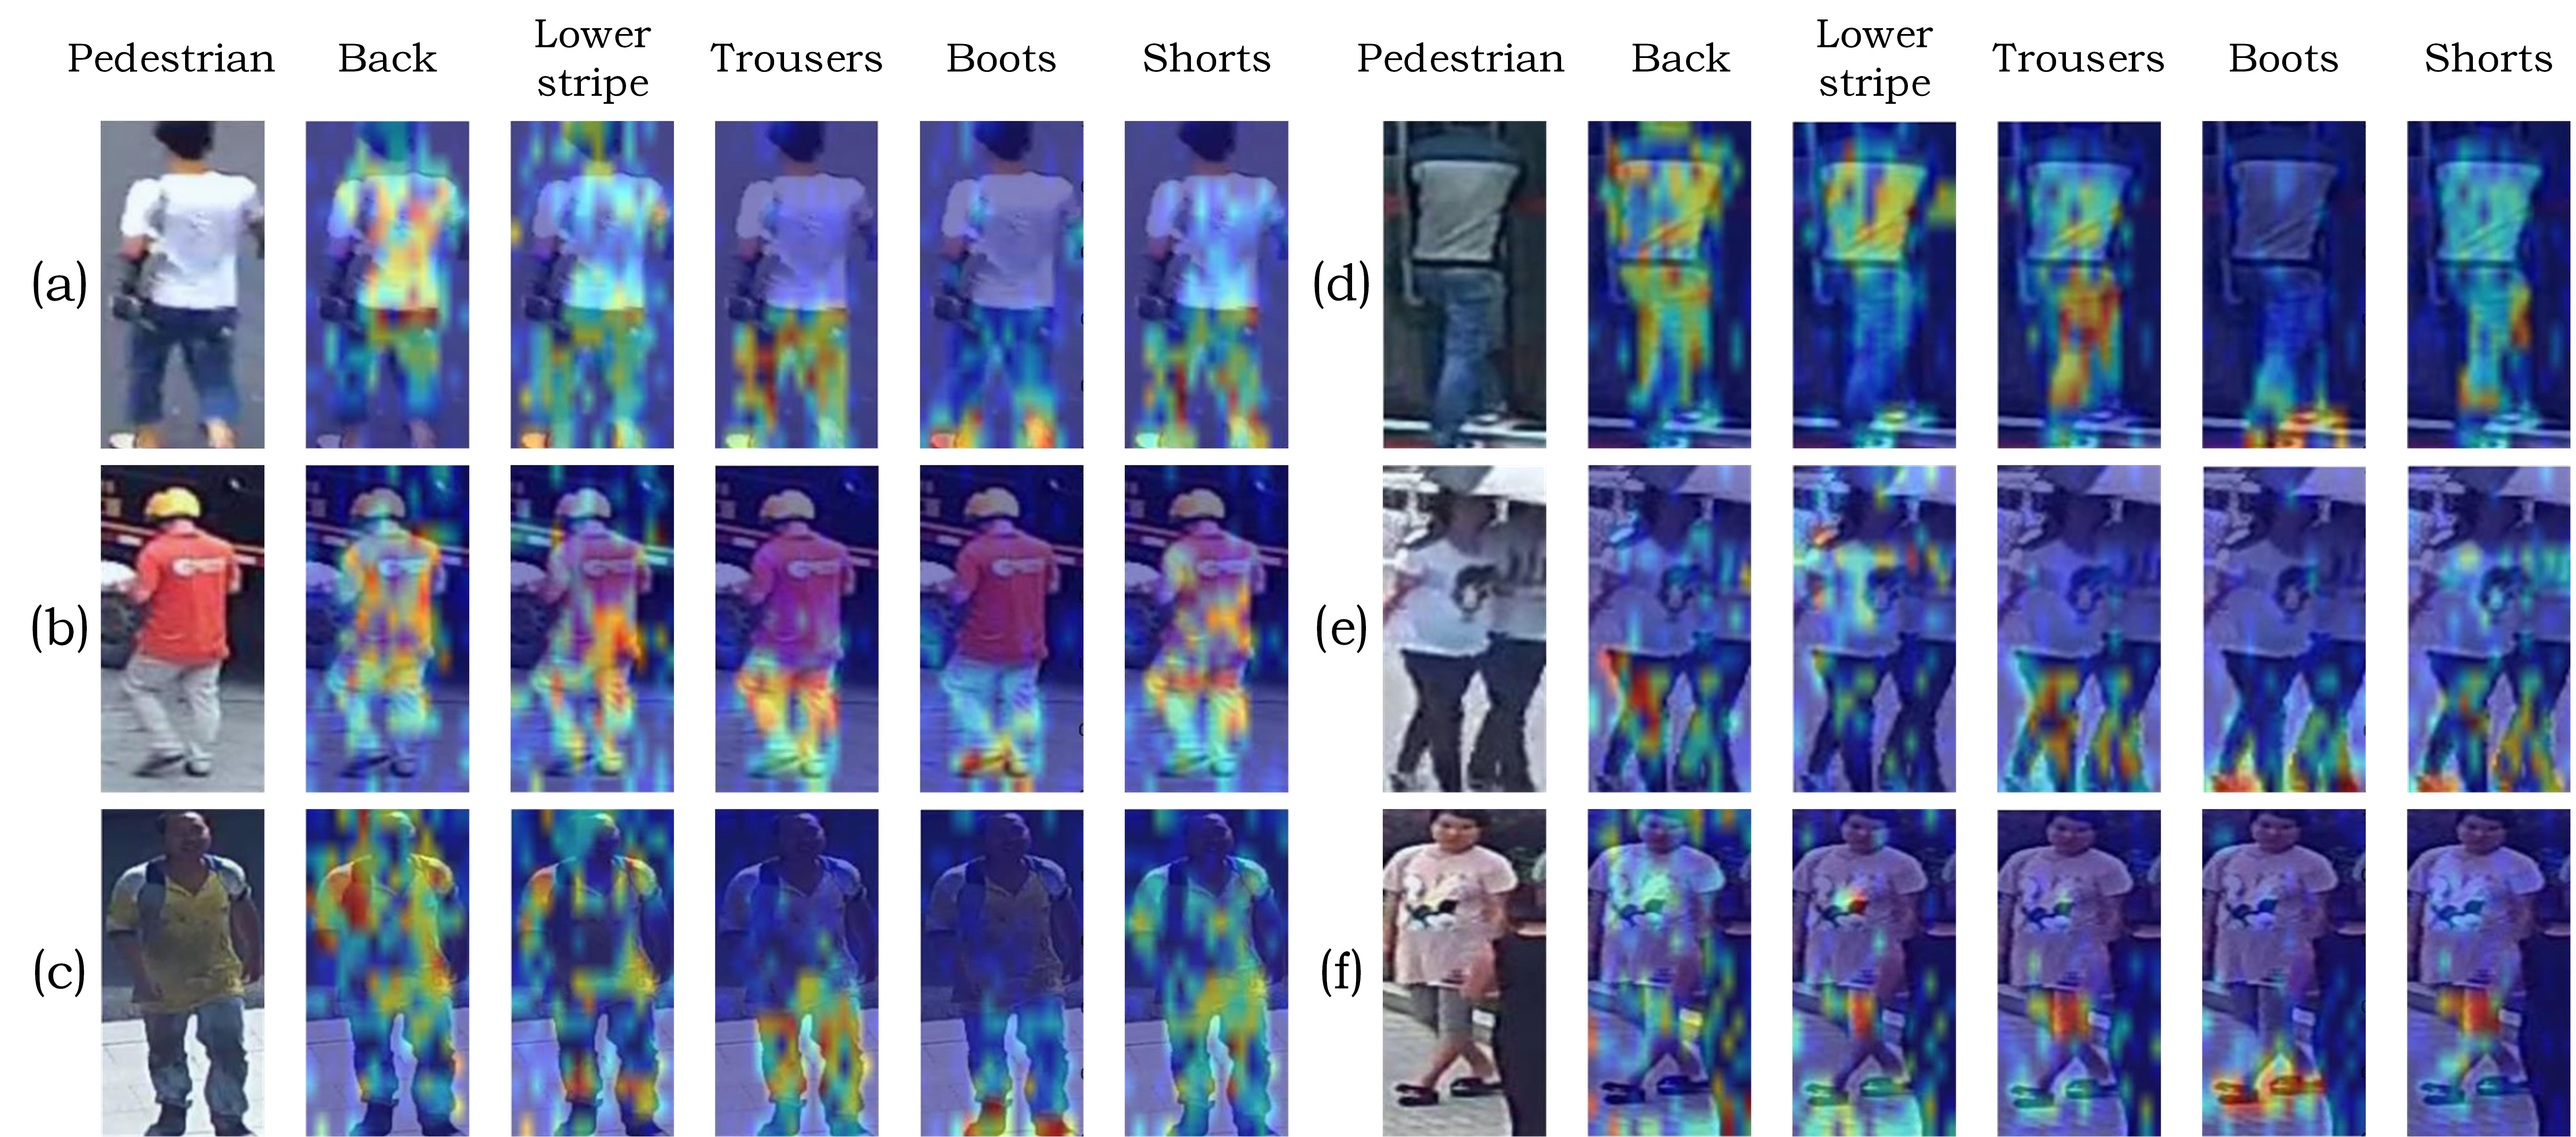 Pedestrian Back Lower stripe Trousers Boots Shorts Pedestrian Back Lower stripe Trousers Boots Shorts
(a)
(d)
(b)
(e)
(c)
(f)